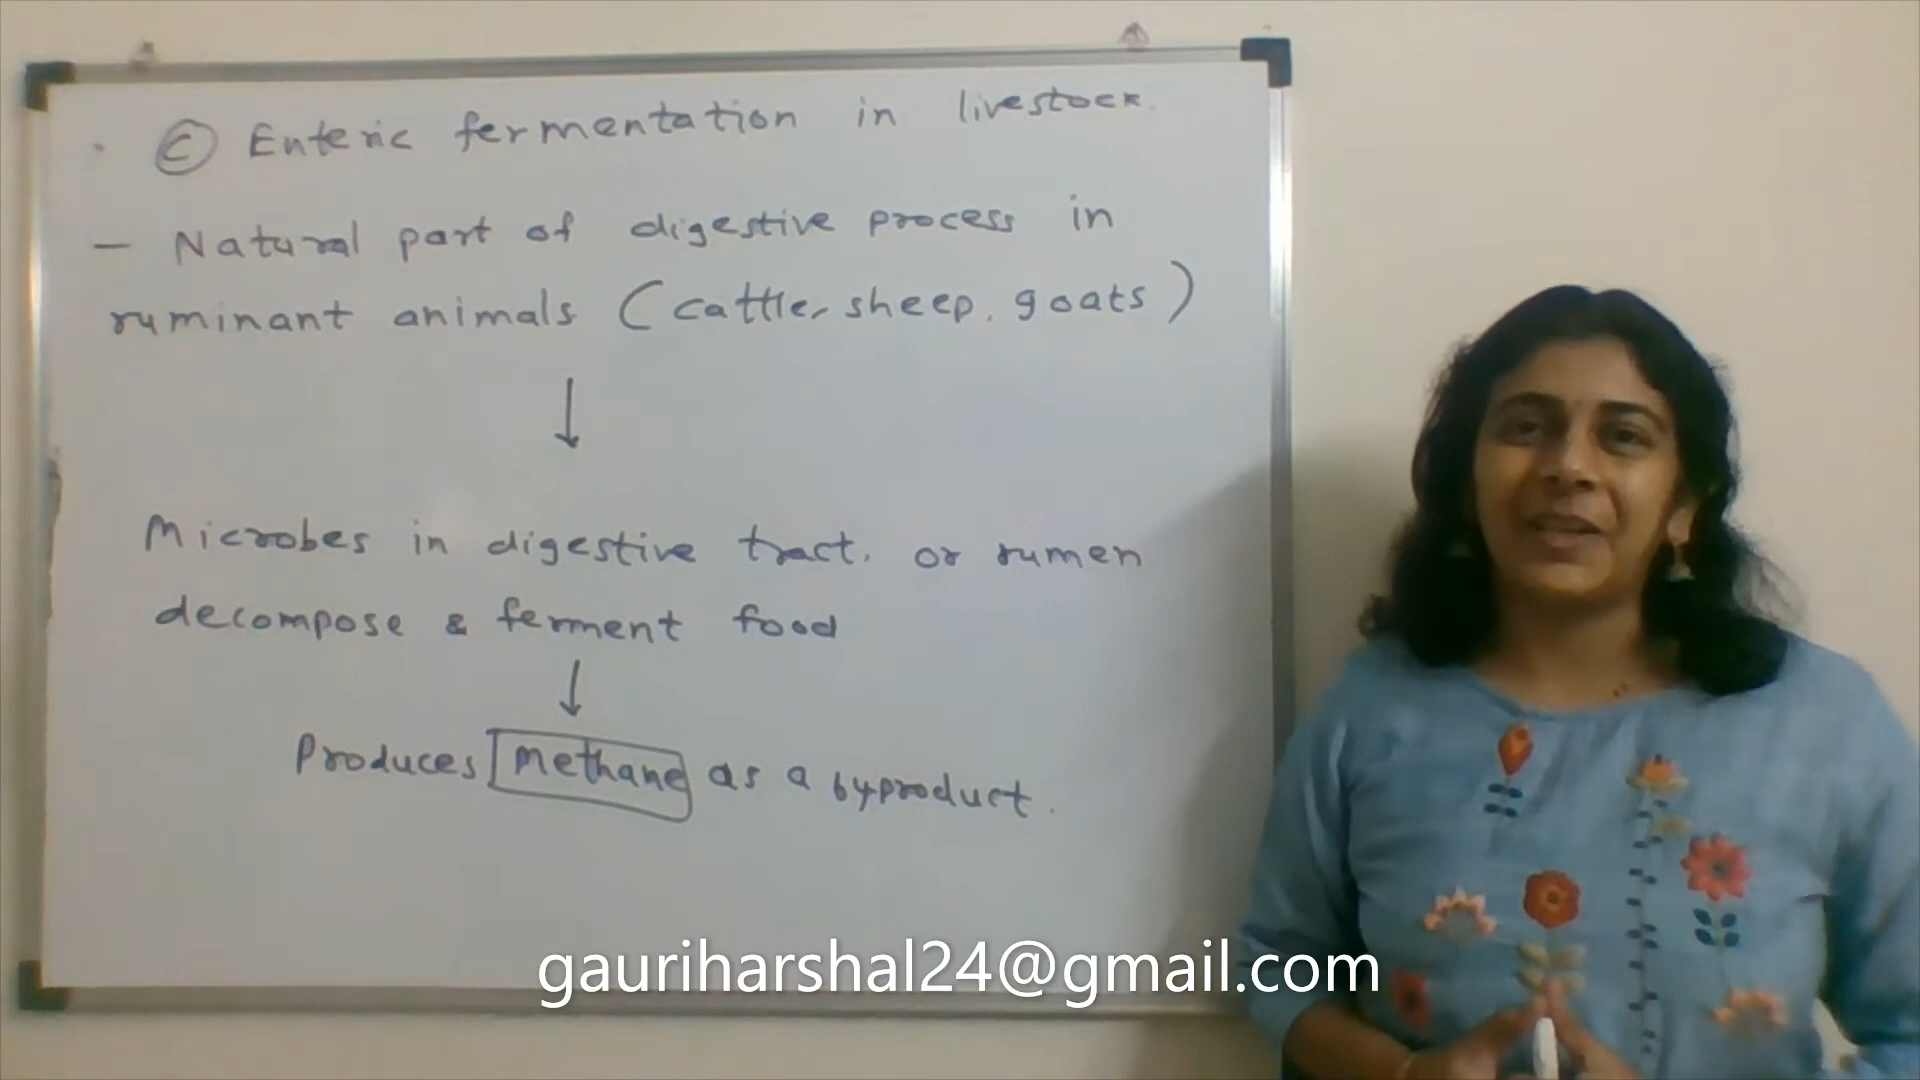 C Enteric fermentation in livestock.
- Natural part of digestive process in
ruminant animals (cattle, sheep, goats)
↓
Microbes in digestive tract. or rumen
decompose & ferment food
↓
Produces methane as a byproduct.
gauriharshal24@gmail.com